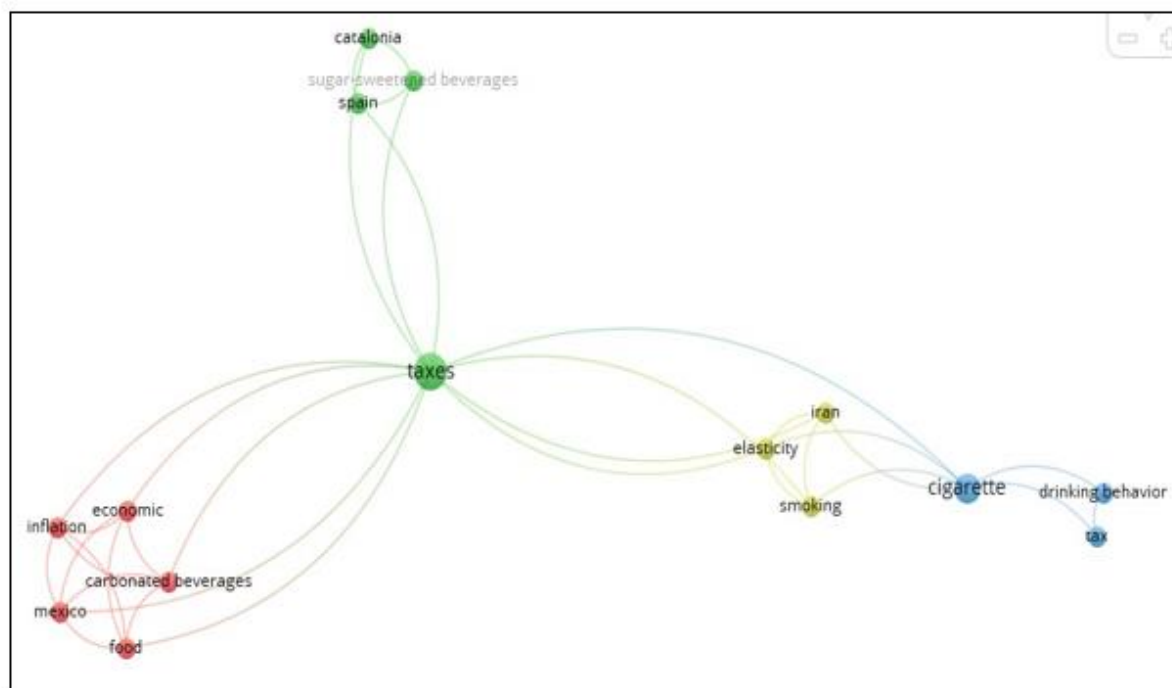 catalonia
sugar-sweetened beverages
spain
taxes
iran
elasticity
cigarette
drinking behavior
smoking
economic
inflation
tax
carbonated beverages
mexico
food